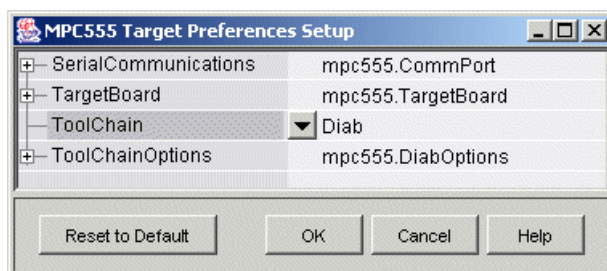 MPC555 Target Preferences Setup
SerialCommunications mpc555.CommPort
TargetBoard mpc555.TargetBoard
ToolChain Diab
ToolChainOptions mpc555.DiabOptions
Reset to Default OK Cancel Help